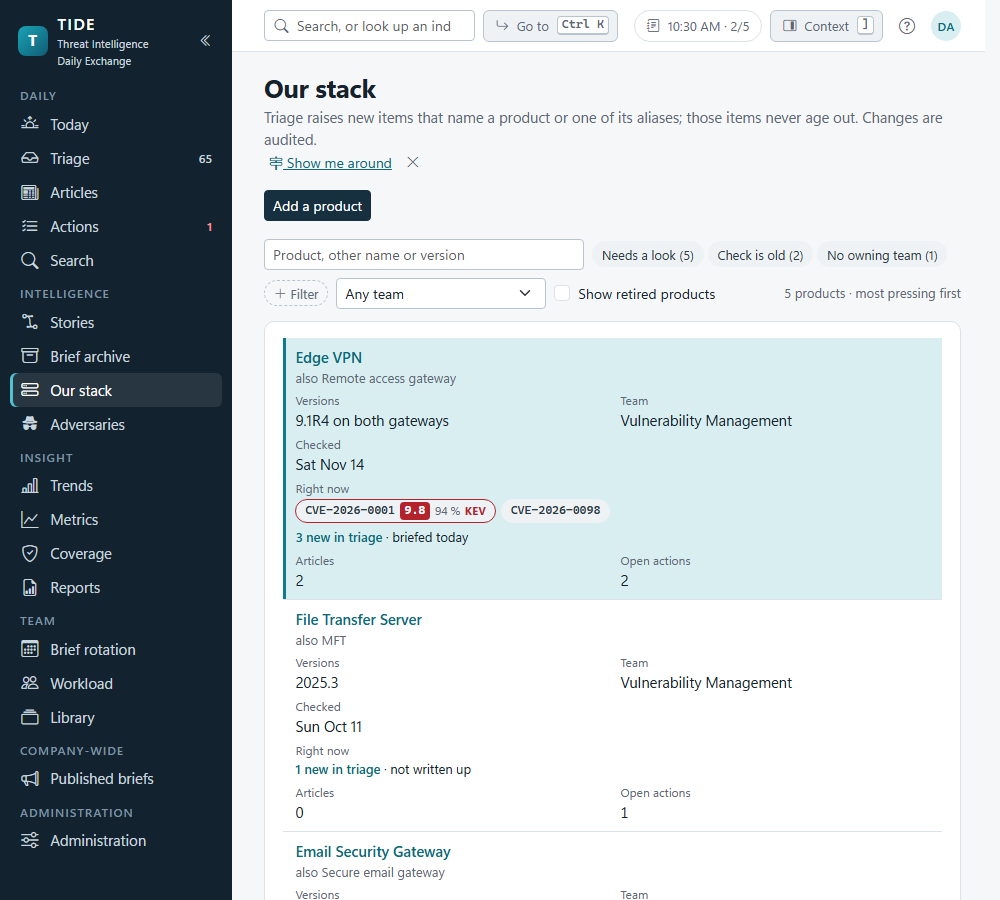 T
TIDE
Threat Intelligence
Daily Exchange
DAILY
Today
Triage 65
Articles
Actions 1
Search
INTELLIGENCE
Stories
Brief archive
Our stack
Adversaries
INSIGHT
Trends
Metrics
Coverage
Reports
TEAM
Brief rotation
Workload
Library
COMPANY-WIDE
Published briefs
ADMINISTRATION
Administration
Search, or look up an ind
Go to Ctrl K
10:30 AM · 2/5
Context ]
?
DA
Our stack
Triage raises new items that name a product or one of its aliases; those items never age out. Changes are
audited.
Show me around
Add a product
Product, other name or version
Needs a look (5) Check is old (2) No owning team (1)
+ Filter Any team Show retired products 5 products · most pressing first
Edge VPN
also Remote access gateway
Versions Team
9.1R4 on both gateways Vulnerability Management
Checked
Sat Nov 14
Right now
CVE-2026-0001 9.8 94 % KEV CVE-2026-0098
3 new in triage · briefed today
Articles Open actions
2 2
File Transfer Server
also MFT
Versions Team
2025.3 Vulnerability Management
Checked
Sun Oct 11
Right now
1 new in triage · not written up
Articles Open actions
0 1
Email Security Gateway
also Secure email gateway
Versions Team